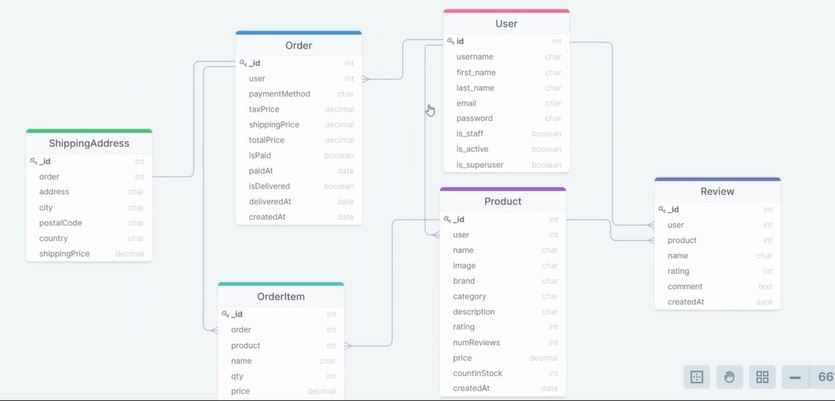 User
id int
username char
first_name char
last_name char
email char
password char
is_staff boolean
is_active boolean
is_superuser boolean
Order
_id int
user int
paymentMethod char
taxPrice decimal
shippingPrice decimal
totalPrice decimal
isPaid boolean
paidAt date
isDelivered boolean
deliveredAt date
createdAt date
ShippingAddress
_id int
order int
address char
city char
postalCode char
country char
shippingPrice decimal
Product
_id int
user int
name char
image char
brand char
category char
description char
rating int
numReviews int
price decimal
countInStock int
createdAt date
Review
_id int
user int
product int
name char
rating int
comment text
createdAt date
OrderItem
_id int
order int
product int
name char
qty int
price decimal
66